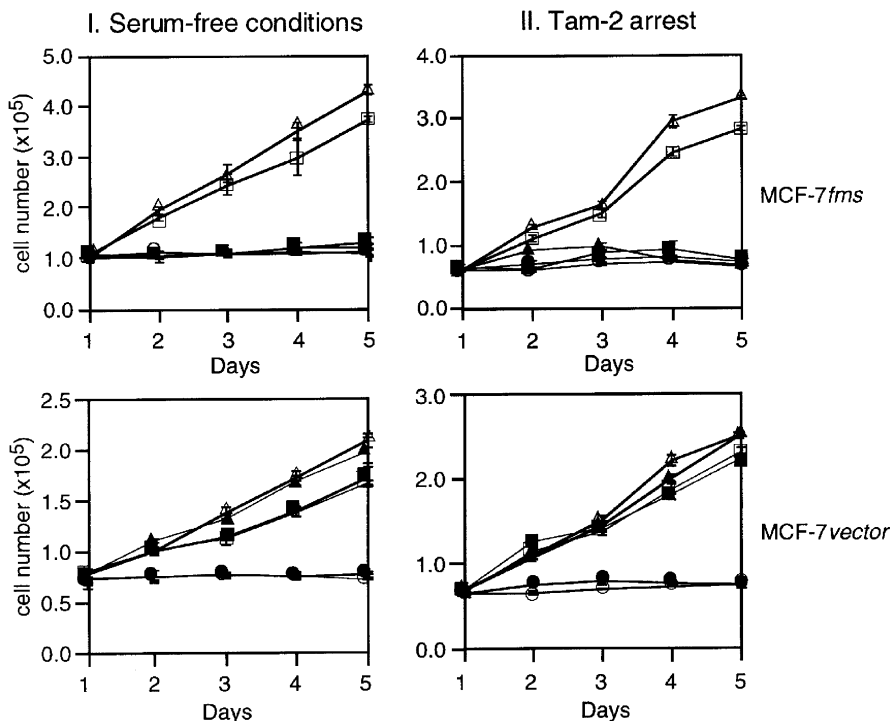 I. Serum-free conditions
II. Tam-2 arrest
cell number (x10⁵)
5.0
4.0
3.0
2.0
1.0
0.0
1 2 3 4 5
Days
4.0
3.0
2.0
1.0
0.0
1 2 3 4 5
Days
MCF-7fms
cell number (x10⁵)
2.5
2.0
1.5
1.0
0.5
0.0
1 2 3 4 5
Days
3.0
2.0
1.0
0.0
1 2 3 4 5
Days
MCF-7vector